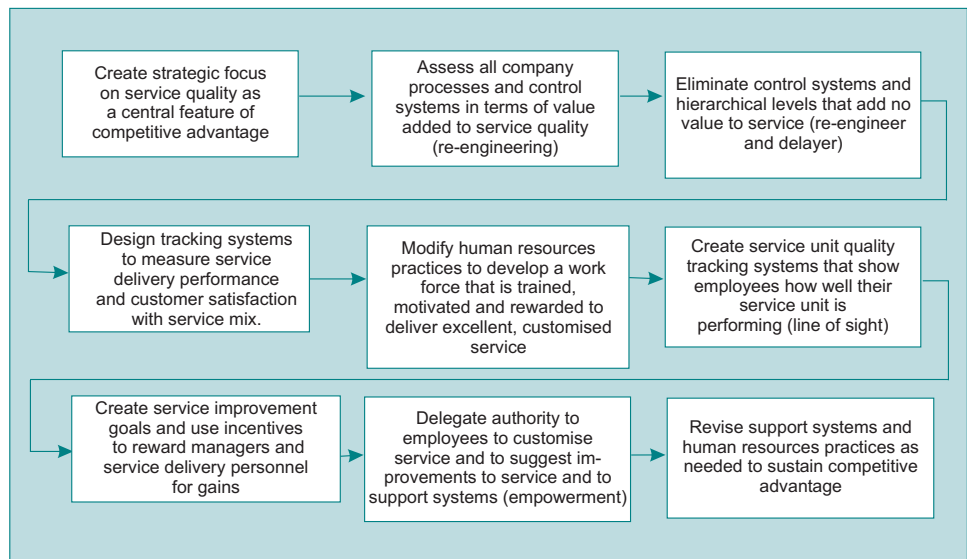 Create strategic focus
on service quality as
a central feature of
competitive advantage
Assess all company
processes and control
systems in terms of value
added to service quality
(re-engineering)
Eliminate control systems and
hierarchical levels that add no
value to service (re-engineer
and delayer)
Design tracking systems
to measure service
delivery performance
and customer satisfaction
with service mix.
Modify human resources
practices to develop a work
force that is trained,
motivated and rewarded to
deliver excellent, customised
service
Create service unit quality
tracking systems that show
employees how well their
service unit is
performing (line of sight)
Create service improvement
goals and use incentives
to reward managers and
service delivery personnel
for gains
Delegate authority to
employees to customise
service and to suggest im-
provements to service and to
support systems (empowerment)
Revise support systems and
human resources practices as
needed to sustain competitive
advantage